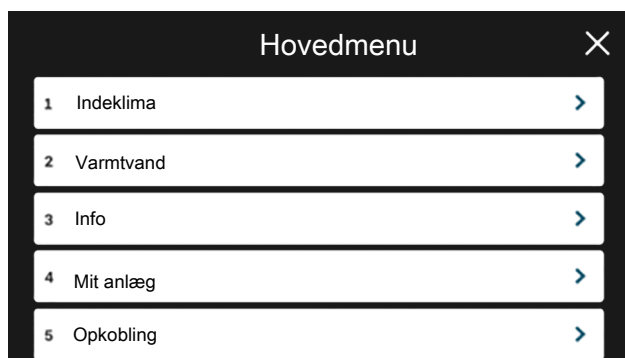 Hovedmenu
1 Indeklima
2 Varmtvand
3 Info
4 Mit anlæg
5 Opkobling